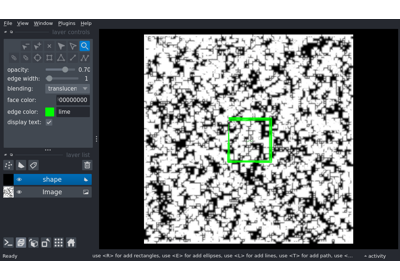 File View Window Plugins Help
layer controls
opacity: 0.70
edge width: 1
blending: translucen
face color: 00000000
edge color: lime
display text:
layer list
shape
Image
Ready
use <R> for add rectangles, use <E> for add ellipses, use <L> for add lines, use <T> for add path, use <... activity